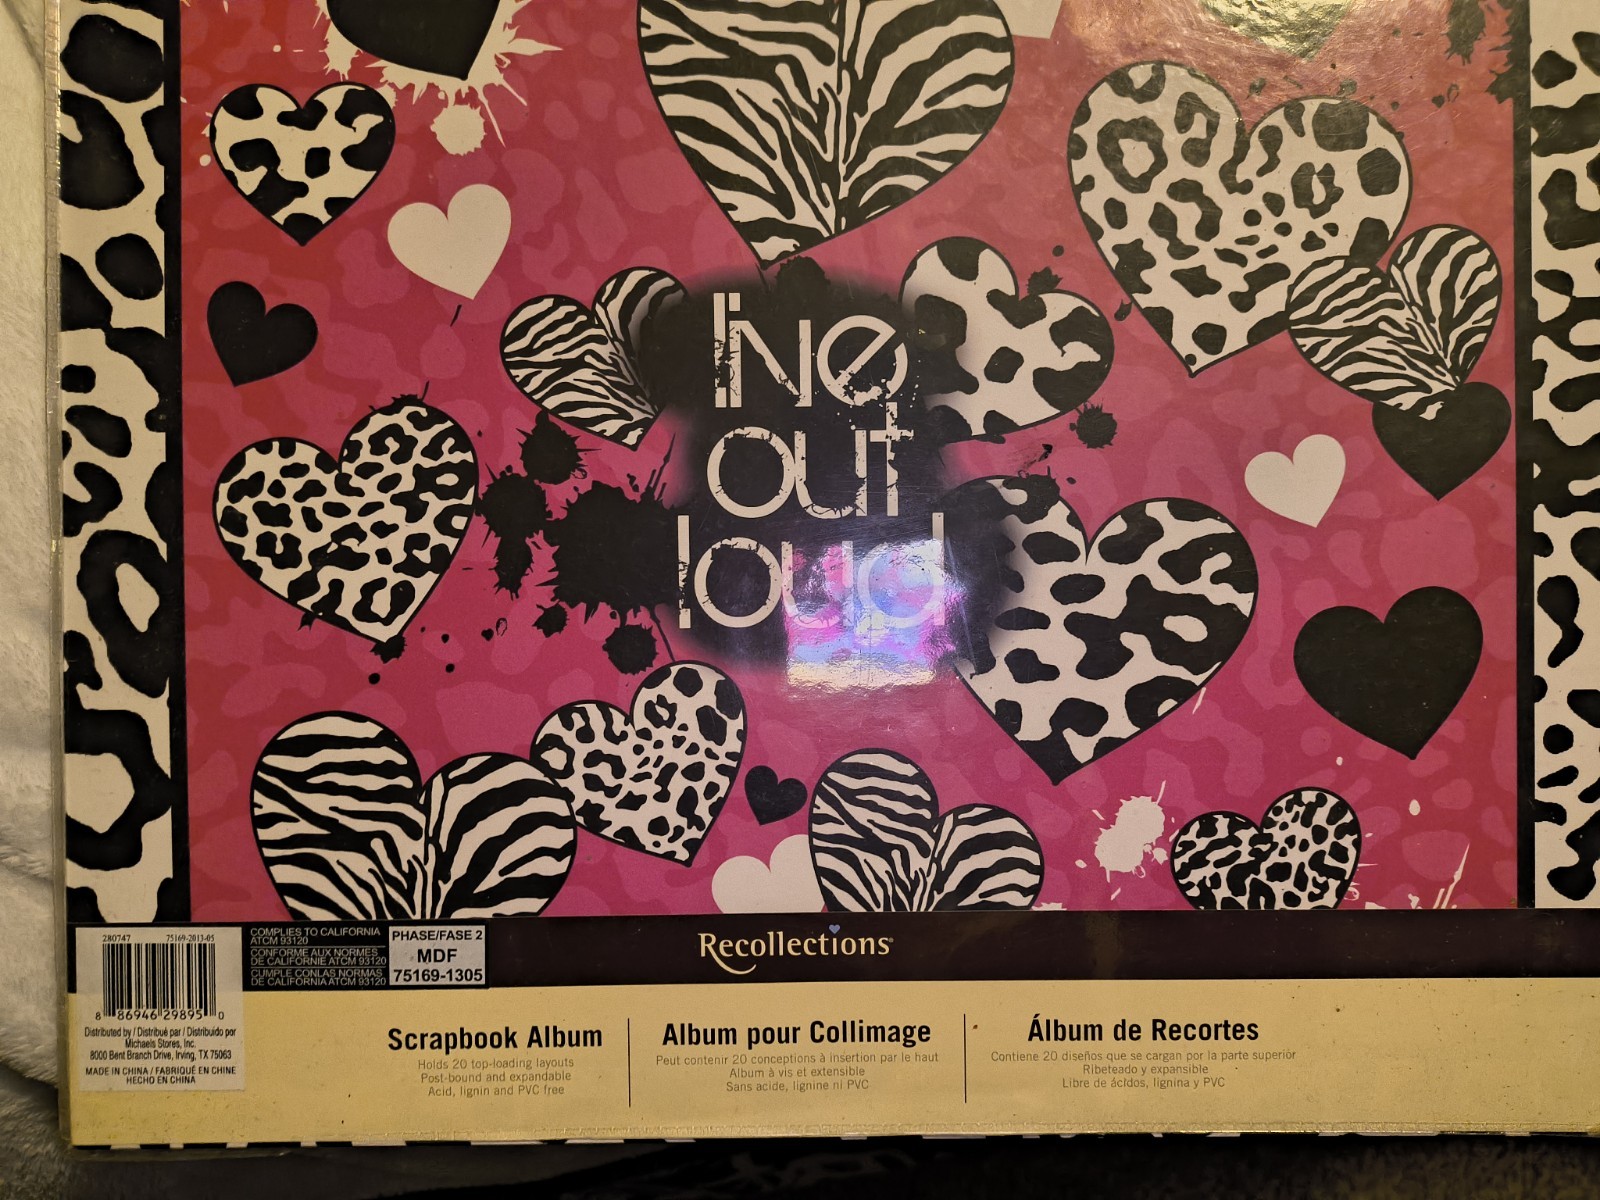 live
out
loud
280747 75169-2013-05
8 86946 29895 0
Distributed by / Distribué par / Distribuido por
Michaels Stores, Inc.
8000 Bent Branch Drive, Irving, TX 75063
MADE IN CHINA / FABRIQUÉ EN CHINE
HECHO EN CHINA
COMPLIES TO CALIFORNIA
ATCM 93120
CONFORME AUX NORMES
DE CALIFORNIE ATCM 93120
CUMPLE CONLAS NORMAS
DE CALIFORNIA ATCM 93120
PHASE/FASE 2
MDF
75169-1305
Recollections®
Scrapbook Album
Holds 20 top-loading layouts
Post-bound and expandable
Acid, lignin and PVC free
Album pour Collimage
Peut contenir 20 conceptions à insertion par le haut
Album à vis et extensible
Sans acide, lignine ni PVC
Álbum de Recortes
Contiene 20 diseños que se cargan por la parte superior
Ribeteado y expansible
Libre de ácidos, lignina y PVC